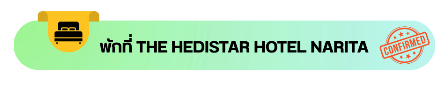 พักที่ THE HEDISTAR HOTEL NARITA
CONFIRMED